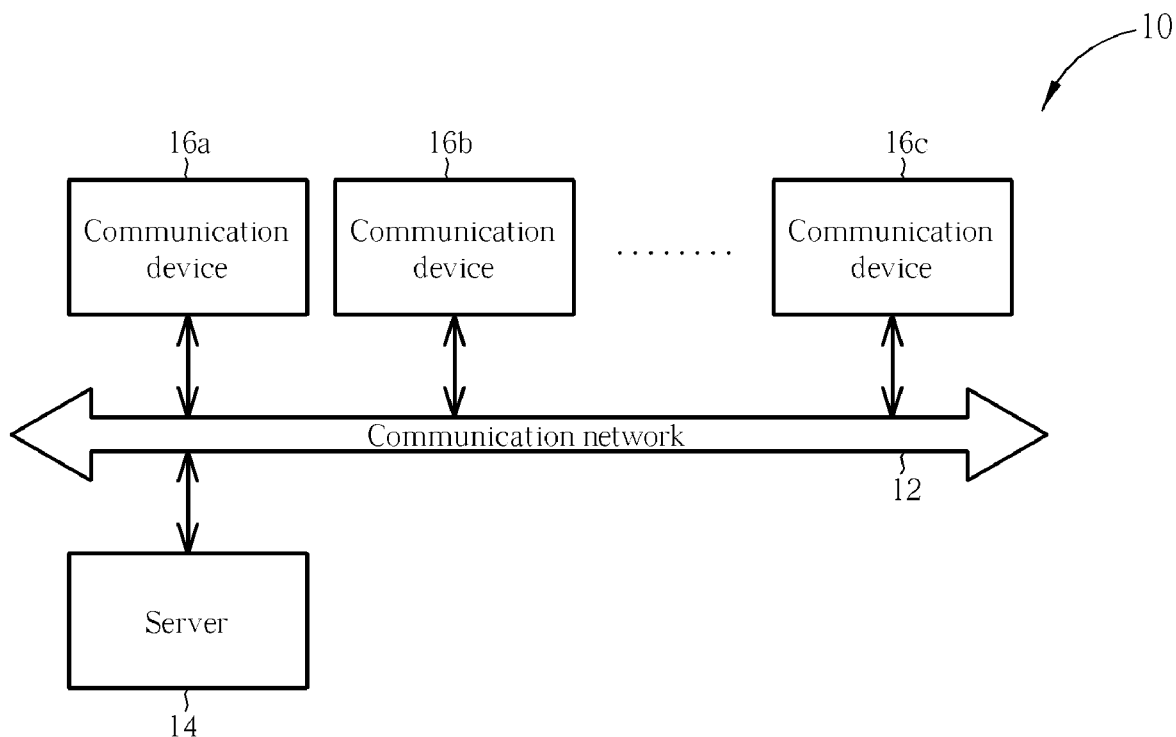 10
16a
16b
16c
Communication
device
Communication
device
........
Communication
device
Communication network
12
Server
14